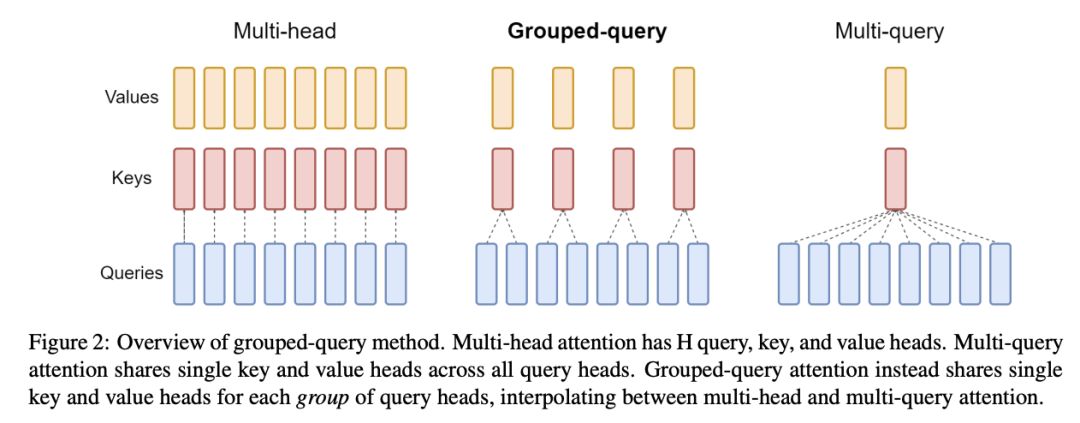 Multi-head
Grouped-query
Multi-query
Values
Keys
Queries
Figure 2: Overview of grouped-query method. Multi-head attention has H query, key, and value heads. Multi-query
attention shares single key and value heads across all query heads. Grouped-query attention instead shares single
key and value heads for each group of query heads, interpolating between multi-head and multi-query attention.